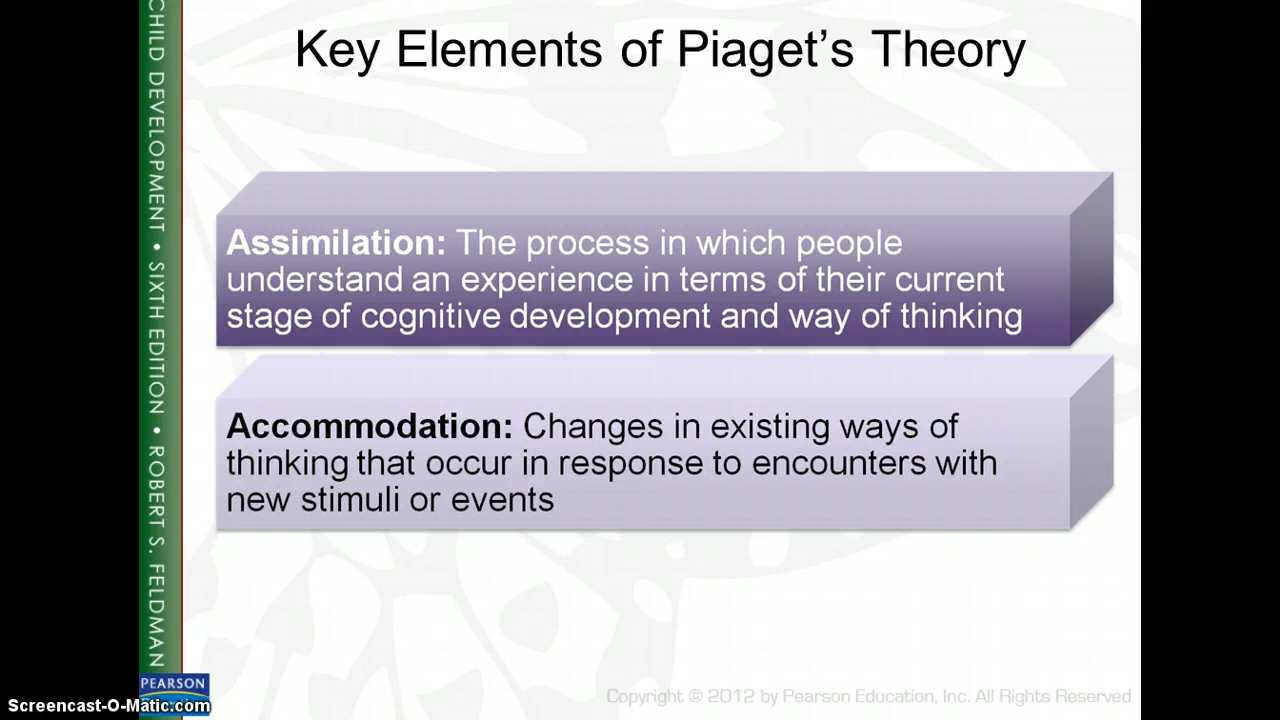 Key Elements of Piaget's Theory
Assimilation: The process in which people
understand an experience in terms of their current
stage of cognitive development and way of thinking
Accommodation: Changes in existing ways of
thinking that occur in response to encounters with
new stimuli or events
CHILD DEVELOPMENT • SIXTH EDITION • ROBERT S. FELDMAN
PEARSON
Screencast-O-Matic.com
Copyright © 2012 by Pearson Education, Inc. All Rights Reserved